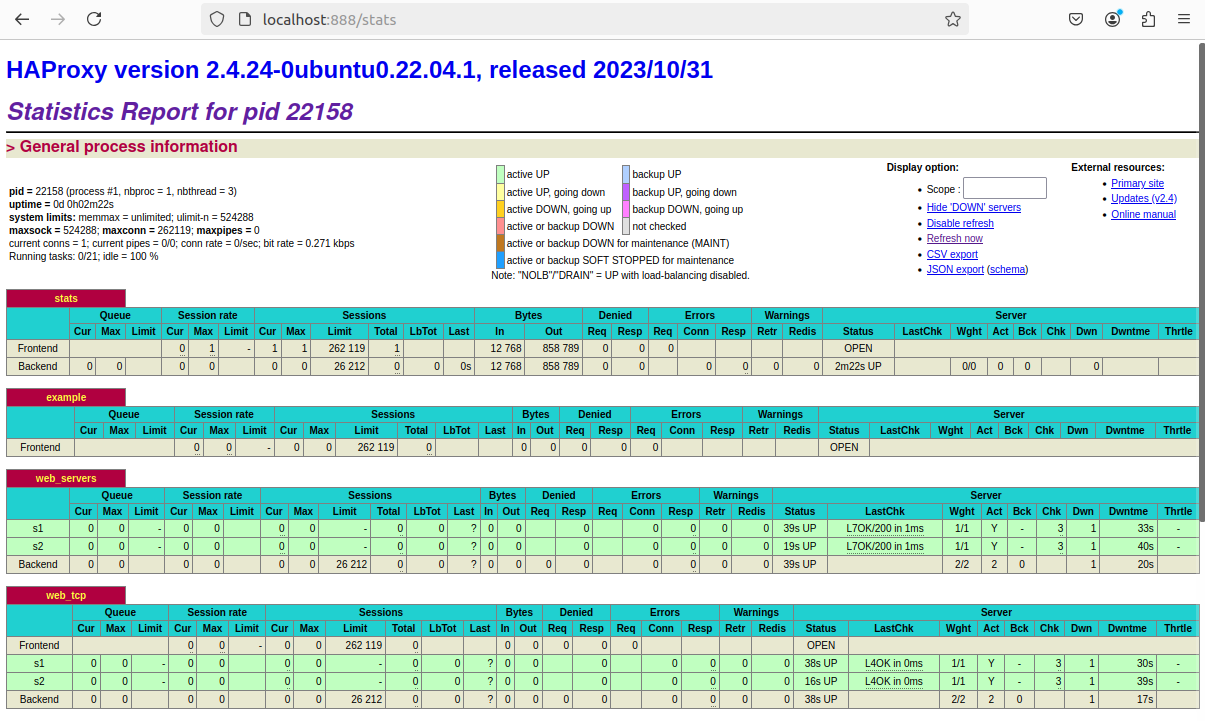 localhost:888/stats
HAProxy version 2.4.24-0ubuntu0.22.04.1, released 2023/10/31
Statistics Report for pid 22158
> General process information
pid = 22158 (process #1, nbproc = 1, nbthread = 3)
uptime = 0d 0h02m22s
system limits: memmax = unlimited; ulimit-n = 524288
maxsock = 524288; maxconn = 262119; maxpipes = 0
current conns = 1; current pipes = 0/0; conn rate = 0/sec; bit rate = 0.271 kbps
Running tasks: 0/21; idle = 100 %
active UP backup UP
active UP, going down backup UP, going down
active DOWN, going up backup DOWN, going up
active or backup DOWN not checked
active or backup DOWN for maintenance (MAINT)
active or backup SOFT STOPPED for maintenance
Note: "NOLB"/"DRAIN" = UP with load-balancing disabled.
Display option:
• Scope :
• Hide 'DOWN' servers
• Disable refresh
• Refresh now
• CSV export
• JSON export (schema)
External resources:
• Primary site
• Updates (v2.4)
• Online manual
stats
Queue Session rate Sessions Bytes Denied Errors Warnings Server
Cur Max Limit Cur Max Limit Cur Max Limit Total LbTot Last In Out Req Resp Req Conn Resp Retr Redis Status LastChk Wght Act Bck Chk Dwn Dwntme Thrtle
Frontend 0 1 - 1 1 262 119 1 12 768 858 789 0 0 0 OPEN
Backend 0 0 0 0 0 0 26 212 0 0 0s 12 768 858 789 0 0 0 0 0 0 2m22s UP 0/0 0 0 0
example
Queue Session rate Sessions Bytes Denied Errors Warnings Server
Cur Max Limit Cur Max Limit Cur Max Limit Total LbTot Last In Out Req Resp Req Conn Resp Retr Redis Status LastChk Wght Act Bck Chk Dwn Dwntme Thrtle
Frontend 0 0 - 0 0 262 119 0 0 0 0 0 0 OPEN
web_servers
Queue Session rate Sessions Bytes Denied Errors Warnings Server
Cur Max Limit Cur Max Limit Cur Max Limit Total LbTot Last In Out Req Resp Req Conn Resp Retr Redis Status LastChk Wght Act Bck Chk Dwn Dwntme Thrtle
s1 0 0 - 0 0 0 0 - 0 0 ? 0 0 0 0 0 0 0 39s UP L7OK/200 in 1ms 1/1 Y - 3 1 33s -
s2 0 0 - 0 0 0 0 - 0 0 ? 0 0 0 0 0 0 0 19s UP L7OK/200 in 1ms 1/1 Y - 3 1 40s -
Backend 0 0 0 0 0 0 26 212 0 0 ? 0 0 0 0 0 0 0 0 39s UP 2/2 2 0 1 20s
web_tcp
Queue Session rate Sessions Bytes Denied Errors Warnings Server
Cur Max Limit Cur Max Limit Cur Max Limit Total LbTot Last In Out Req Resp Req Conn Resp Retr Redis Status LastChk Wght Act Bck Chk Dwn Dwntme Thrtle
Frontend 0 0 - 0 0 262 119 0 0 0 0 0 0 OPEN
s1 0 0 - 0 0 0 0 - 0 0 ? 0 0 0 0 0 0 0 38s UP L4OK in 0ms 1/1 Y - 3 1 30s -
s2 0 0 - 0 0 0 0 - 0 0 ? 0 0 0 0 0 0 0 16s UP L4OK in 0ms 1/1 Y - 3 1 39s -
Backend 0 0 0 0 0 0 26 212 0 0 ? 0 0 0 0 0 0 0 0 38s UP 2/2 2 0 1 17s